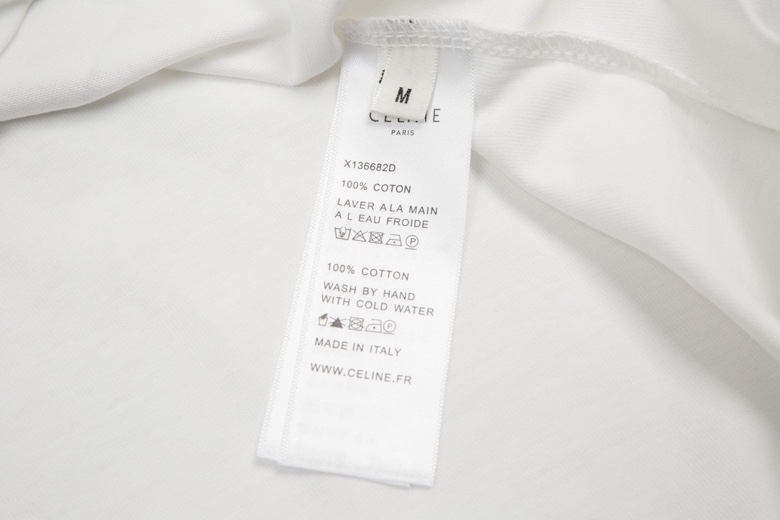 M
CELINE
PARIS
X136682D
100% COTON
LAVER A LA MAIN
A L EAU FROIDE
P
100% COTTON
WASH BY HAND
WITH COLD WATER
P
MADE IN ITALY
WWW.CELINE.FR